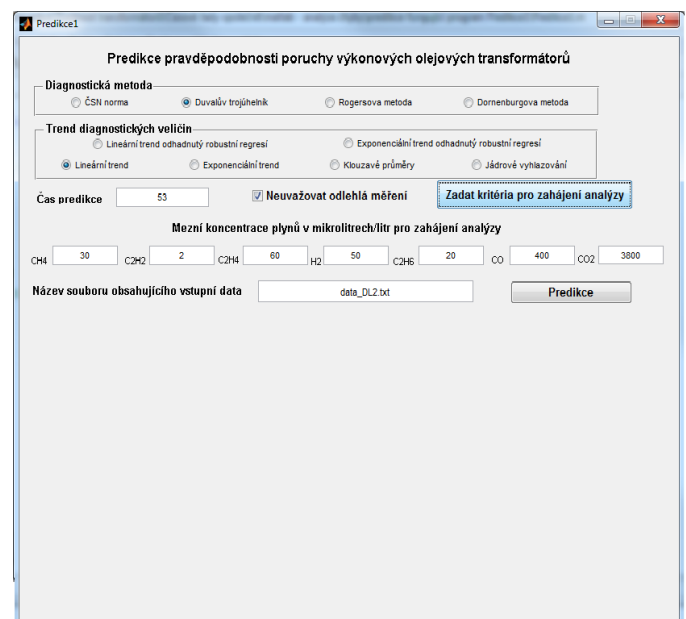 Predikce1
Predikce pravděpodobnosti poruchy výkonových olejových transformátorů
Diagnostická metoda
ČSN norma Duvalův trojúhelník Rogersova metoda Dornenburgova metoda
Trend diagnostických veličin
Lineární trend odhadnutý robustní regresí Exponenciální trend odhadnutý robustní regresí
Lineární trend Exponenciální trend Klouzavé průměry Jádrové vyhlazování
Čas predikce 53 Neuvažovat odlehlá měření Zadat kritéria pro zahájení analýzy
Mezní koncentrace plynů v mikrolitrech/litr pro zahájení analýzy
CH4 30 C2H2 2 C2H4 60 H2 50 C2H6 20 CO 400 CO2 3800
Název souboru obsahujícího vstupní data data_DL2.txt Predikce